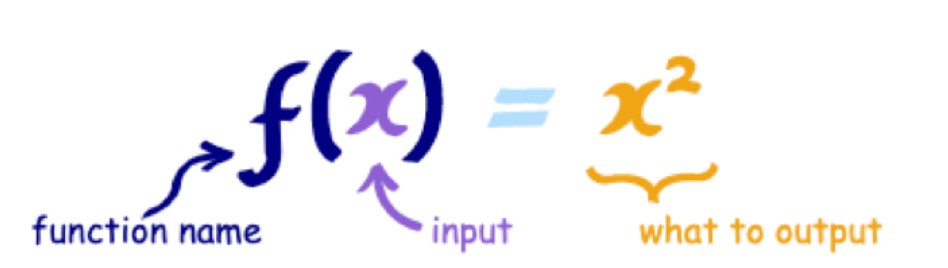 f(x) = x²
function name input what to output